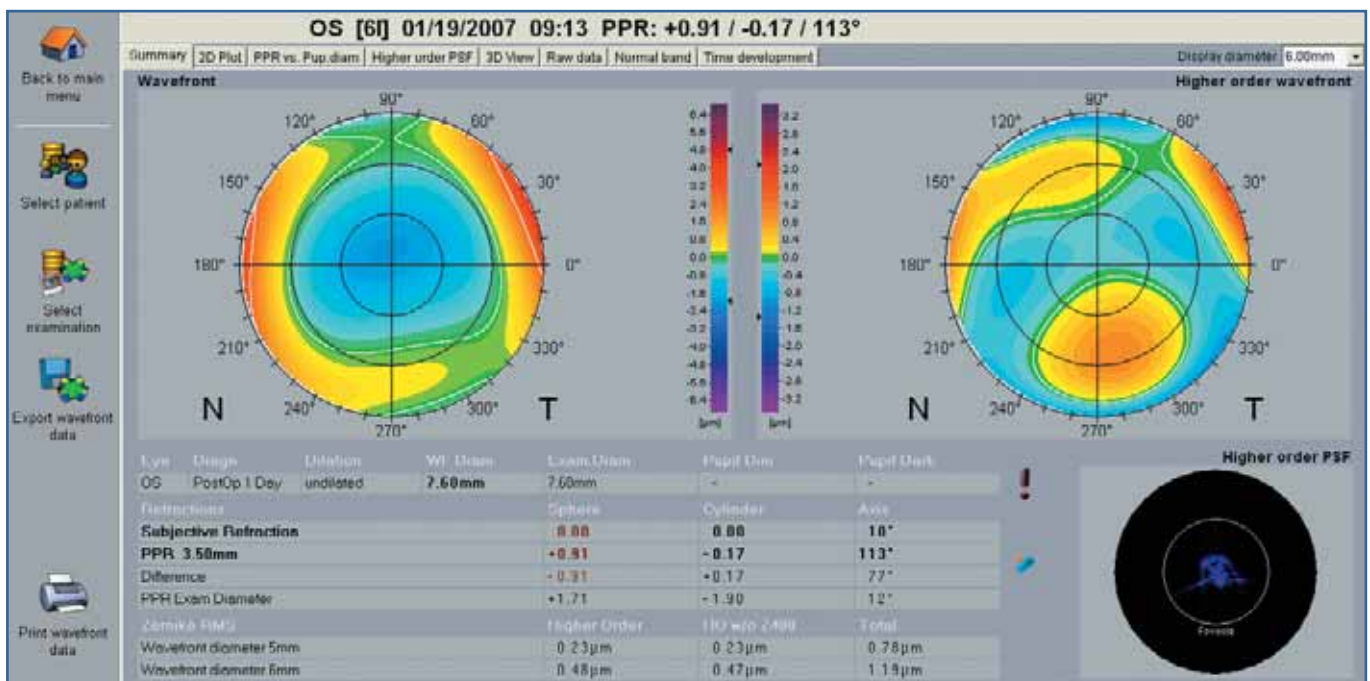 OS [6I] 01/19/2007 09:13 PPR: +0.91 / -0.17 / 113°
Summary 2D Plot PPR vs. Pup.diam Higher order PSF 3D View Raw data Normal band Time development
Display diameter 6.00mm
Back to main
menu
Select patient
Select
examination
Export wavefront
data
Print wavefront
data
Wavefront
90°
120° 60°
150° 30°
180° 0°
210° 330°
240° 300°
270°
N T
[µm] [µm]
Higher order wavefront
90°
120° 60°
150° 30°
180° 0°
210° 330°
240° 300°
270°
N T
Eye Diagn Dilation WF Diam Exam.Diam Pupil Dim Pupil Dark
OS PostOp 1 Day undilated 7.60mm 7.60mm - -
Refractions Sphere Cylinder Axis
Subjective Refraction 0.00 0.00 10°
PPR 3.50mm +0.91 -0.17 113°
Difference -0.91 +0.17 77°
PPR Exam Diameter +1.71 -1.90 12°
Zernike RMS Higher Order HO w/o Z400 Total
Wavefront diameter 5mm 0.23µm 0.23µm 0.78µm
Wavefront diameter 6mm 0.48µm 0.47µm 1.19µm
Higher order PSF
Foveola